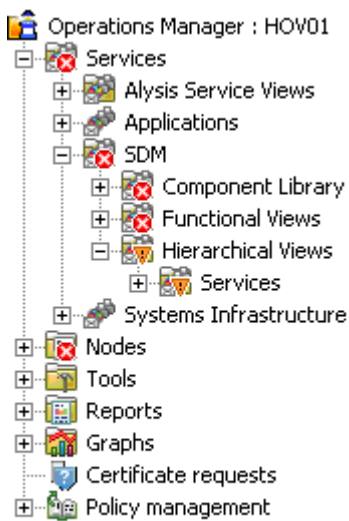 Operations Manager : HOV01
Services
Alysis Service Views
Applications
SDM
Component Library
Functional Views
Hierarchical Views
Services
Systems Infrastructure
Nodes
Tools
Reports
Graphs
Certificate requests
Policy management